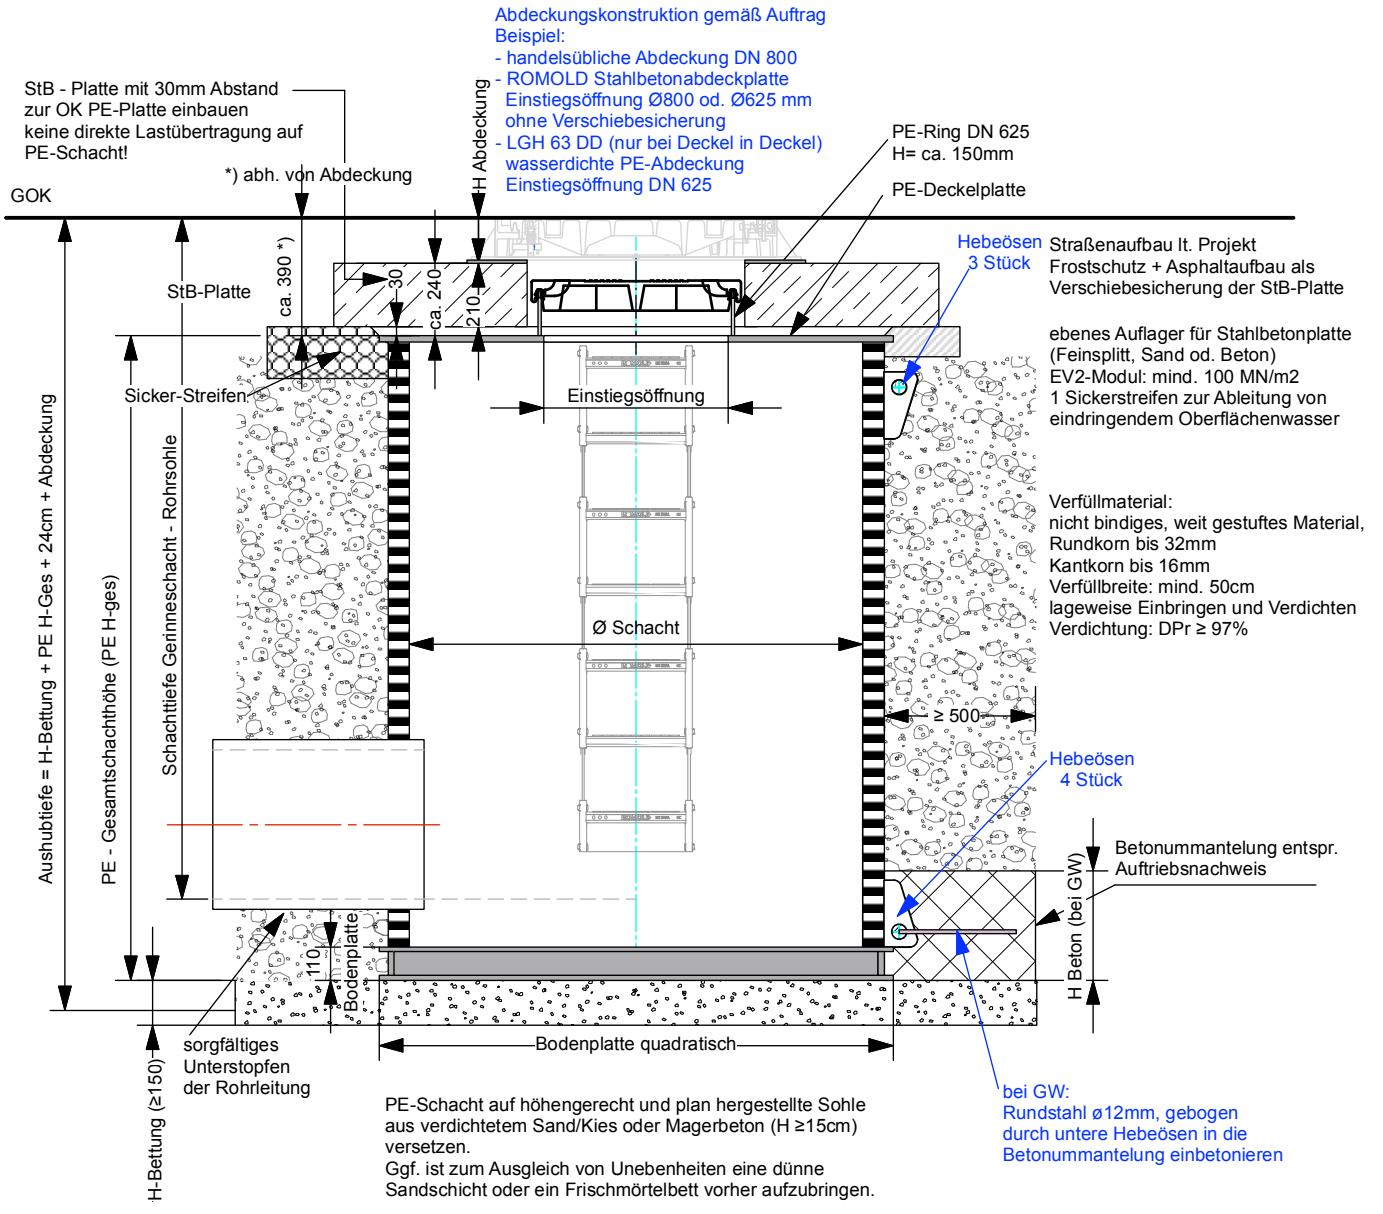 Abdeckungskonstruktion gemäß Auftrag
Beispiel:
- handelsübliche Abdeckung DN 800
- ROMOLD Stahlbetonabdeckplatte
Einstiegsöffnung Ø800 od. Ø625 mm
ohne Verschiebesicherung
- LGH 63 DD (nur bei Deckel in Deckel)
wasserdichte PE-Abdeckung
Einstiegsöffnung DN 625
StB - Platte mit 30mm Abstand
zur OK PE-Platte einbauen
keine direkte Lastübertragung auf
PE-Schacht!
*) abh. von Abdeckung
H Abdeckung
PE-Ring DN 625
H= ca. 150mm
PE-Deckelplatte
GOK
Hebeösen
3 Stück
Straßenaufbau lt. Projekt
Frostschutz + Asphaltaufbau als
Verschiebesicherung der StB-Platte
ebenes Auflager für Stahlbetonplatte
(Feinsplitt, Sand od. Beton)
EV2-Modul: mind. 100 MN/m2
1 Sickerstreifen zur Ableitung von
eindringendem Oberflächenwasser
StB-Platte
ca. 390 *)
30
ca. 240
210
Sicker-Streifen
Einstiegsöffnung
Verfüllmaterial:
nicht bindiges, weit gestuftes Material,
Rundkorn bis 32mm
Kantkorn bis 16mm
Verfüllbreite: mind. 50cm
lageweise Einbringen und Verdichten
Verdichtung: DPr ≥ 97%
Aushubtiefe = H-Bettung + PE H-Ges + 24cm + Abdeckung
PE - Gesamtschachthöhe (PE H-ges)
Schachttiefe Gerinneschacht - Rohrsohle
Ø Schacht
≥ 500
Hebeösen
4 Stück
Betonummantelung entspr.
Auftriebsnachweis
H Beton (bei GW)
110
Bodenplatte
Bodenplatte quadratisch
H-Bettung (≥150)
sorgfältiges
Unterstopfen
der Rohrleitung
PE-Schacht auf höhengerecht und plan hergestellte Sohle
aus verdichtetem Sand/Kies oder Magerbeton (H ≥15cm)
versetzen.
Ggf. ist zum Ausgleich von Unebenheiten eine dünne
Sandschicht oder ein Frischmörtelbett vorher aufzubringen.
bei GW:
Rundstahl ø12mm, gebogen
durch untere Hebeösen in die
Betonummantelung einbetonieren